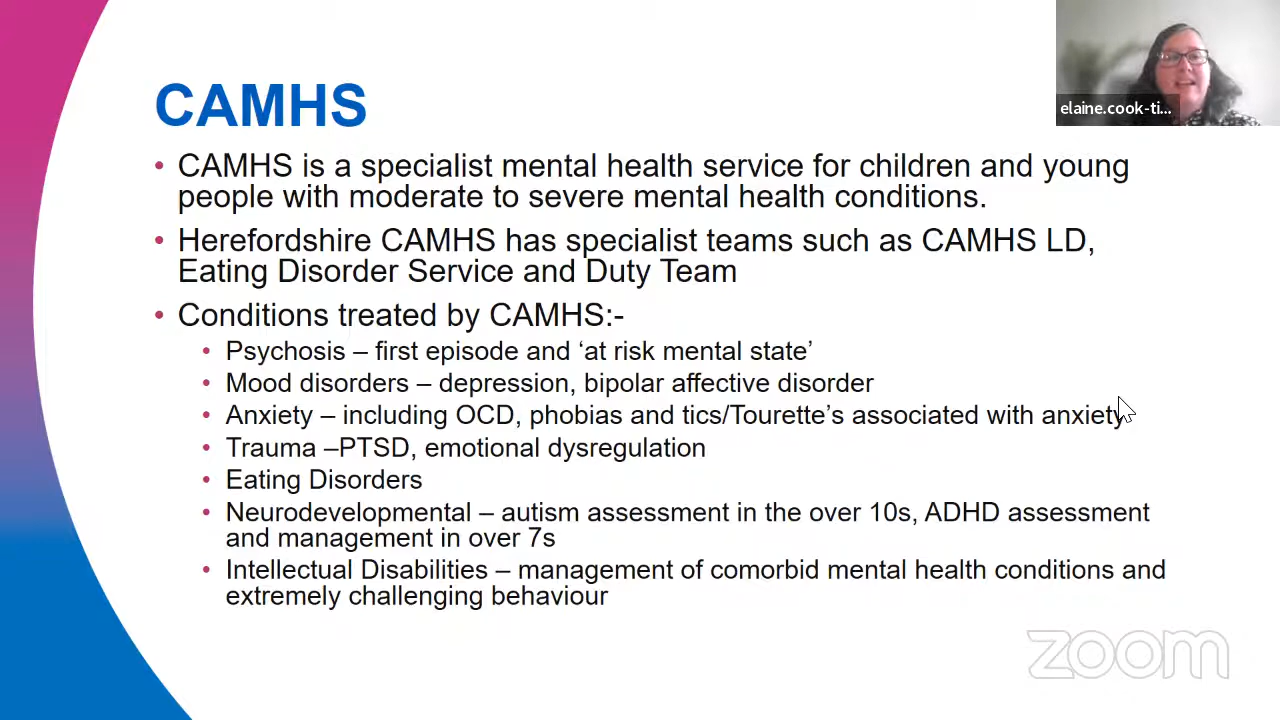 elaine.cook-ti...
CAMHS
• CAMHS is a specialist mental health service for children and young
people with moderate to severe mental health conditions.
• Herefordshire CAMHS has specialist teams such as CAMHS LD,
Eating Disorder Service and Duty Team
• Conditions treated by CAMHS:-
• Psychosis – first episode and ‘at risk mental state’
• Mood disorders – depression, bipolar affective disorder
• Anxiety – including OCD, phobias and tics/Tourette’s associated with anxiety
• Trauma –PTSD, emotional dysregulation
• Eating Disorders
• Neurodevelopmental – autism assessment in the over 10s, ADHD assessment
and management in over 7s
• Intellectual Disabilities – management of comorbid mental health conditions and
extremely challenging behaviour
zoom